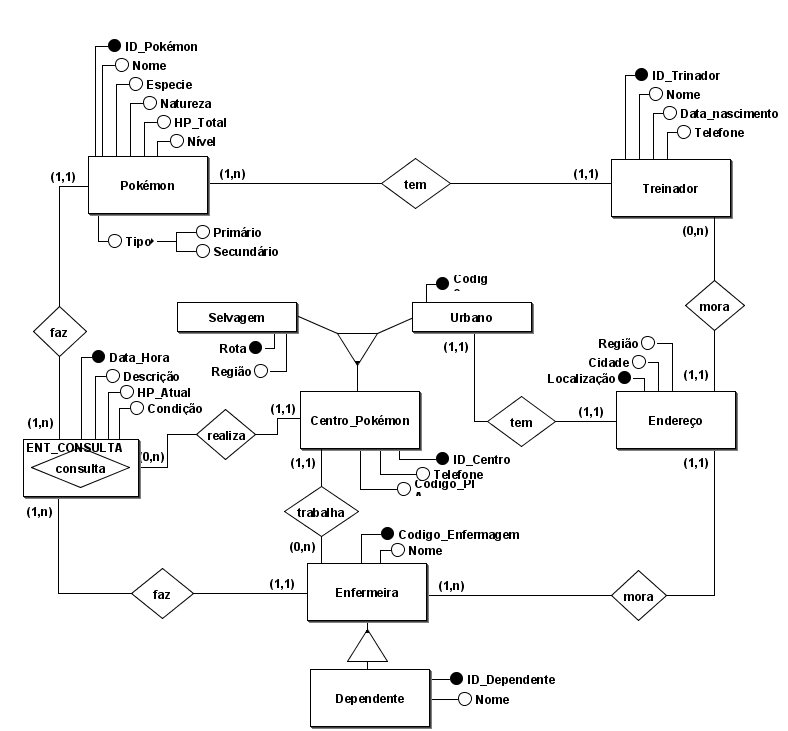 ID_Pokémon
Nome
Especie
Natureza
HP_Total
Nível
ID_Trinador
Nome
Data_nascimento
Telefone
(1,1)
Pokémon
(1,n)
tem
(1,1)
Treinador
Tipo*
Primário
Secundário
(0,n)
mora
Selvagem
Rota
Região
Urbano
(1,1)
faz
Data_Hora
Descrição
HP_Atual
Condição
Região
Cidade
Localização
(1,1)
Centro_Pokémon
(1,1)
tem
(1,1)
Endereço
(1,n)
ENT_CONSULTA
consulta
(0,n)
realiza
(1,1)
ID_Centro
Telefone
(1,1)
(1,n)
trabalha
(0,n)
Codigo_Enfermagem
Nome
faz
(1,1)
Enfermeira
(1,n)
mora
Dependente
ID_Dependente
Nome